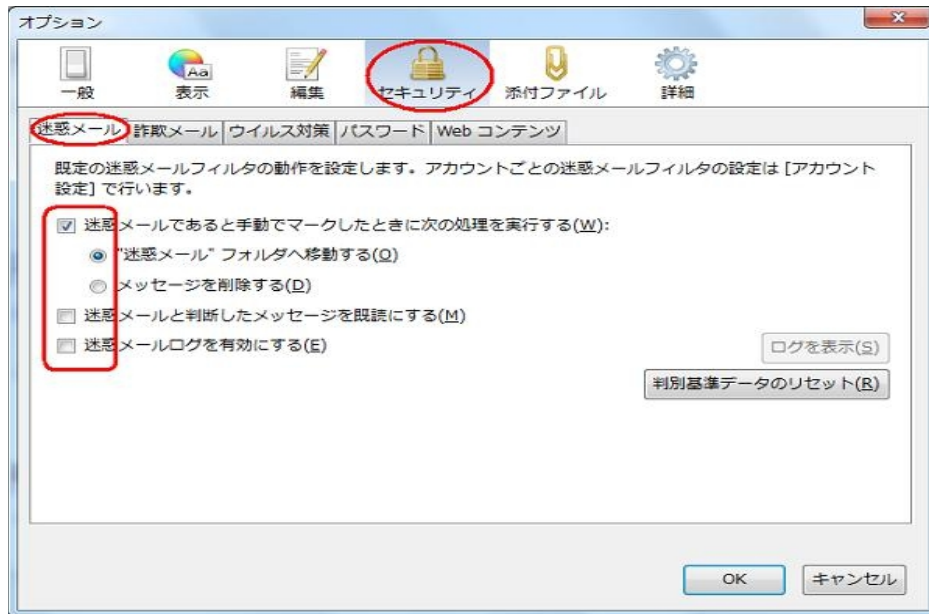 オプション
一般
表示
編集
セキュリティ
添付ファイル
詳細
迷惑メール 詐欺メール ウイルス対策 パスワード Web コンテンツ
既定の迷惑メールフィルタの動作を設定します。アカウントごとの迷惑メールフィルタの設定は [アカウント
設定] で行います。
迷惑メールであると手動でマークしたときに次の処理を実行する(W):
"迷惑メール" フォルダへ移動する(O)
メッセージを削除する(D)
迷惑メールと判断したメッセージを既読にする(M)
迷惑メールログを有効にする(E)
ログを表示(S)
判別基準データのリセット(R)
OK
キャンセル